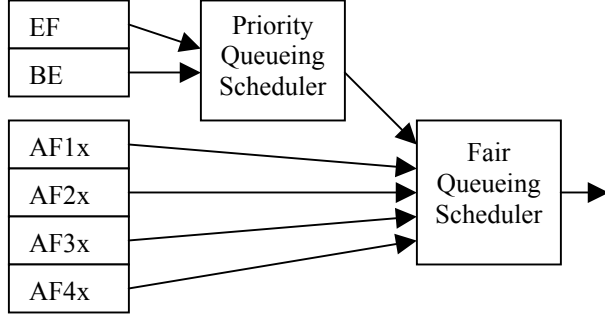 EF
BE
Priority
Queueing
Scheduler
AF1x
AF2x
AF3x
AF4x
Fair
Queueing
Scheduler